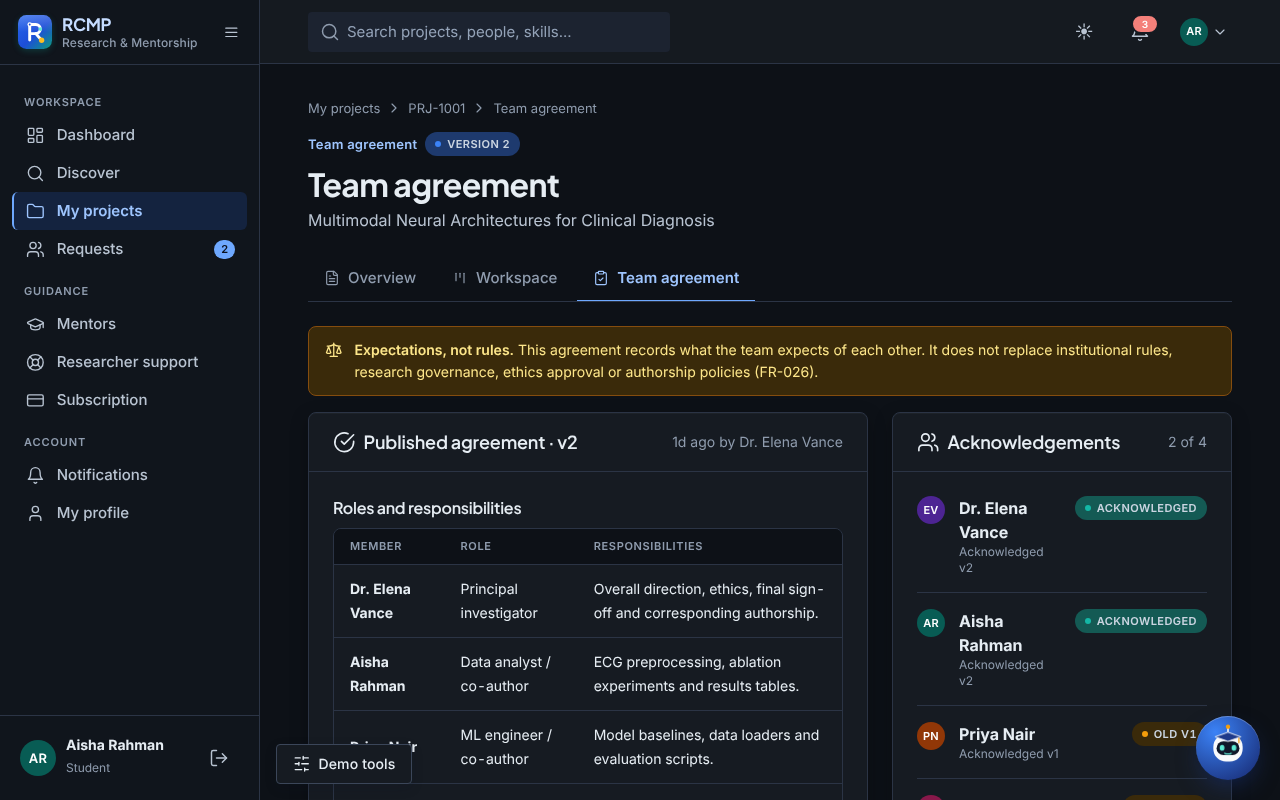 RCMP
Research & Mentorship
Search projects, people, skills...
3
AR
WORKSPACE
Dashboard
Discover
My projects
Requests
2
GUIDANCE
Mentors
Researcher support
Subscription
ACCOUNT
Notifications
My profile
AR
Aisha Rahman
Student
My projects
PRJ-1001
Team agreement
Team agreement
VERSION 2
Team agreement
Multimodal Neural Architectures for Clinical Diagnosis
Overview
Workspace
Team agreement
Expectations, not rules. This agreement records what the team expects of each other. It does not replace institutional rules,
research governance, ethics approval or authorship policies (FR-026).
Published agreement · v2
1d ago by Dr. Elena Vance
Roles and responsibilities
MEMBER
ROLE
RESPONSIBILITIES
Dr. Elena
Vance
Principal
investigator
Overall direction, ethics, final sign-
off and corresponding authorship.
Aisha
Rahman
Data analyst /
co-author
ECG preprocessing, ablation
experiments and results tables.
ML engineer /
co-author
Model baselines, data loaders and
evaluation scripts.
Demo tools
Acknowledgements
2 of 4
EV
Dr. Elena
Vance
Acknowledged
v2
ACKNOWLEDGED
AR
Aisha
Rahman
Acknowledged
v2
ACKNOWLEDGED
PN
Priya Nair
Acknowledged v1
OLD V1